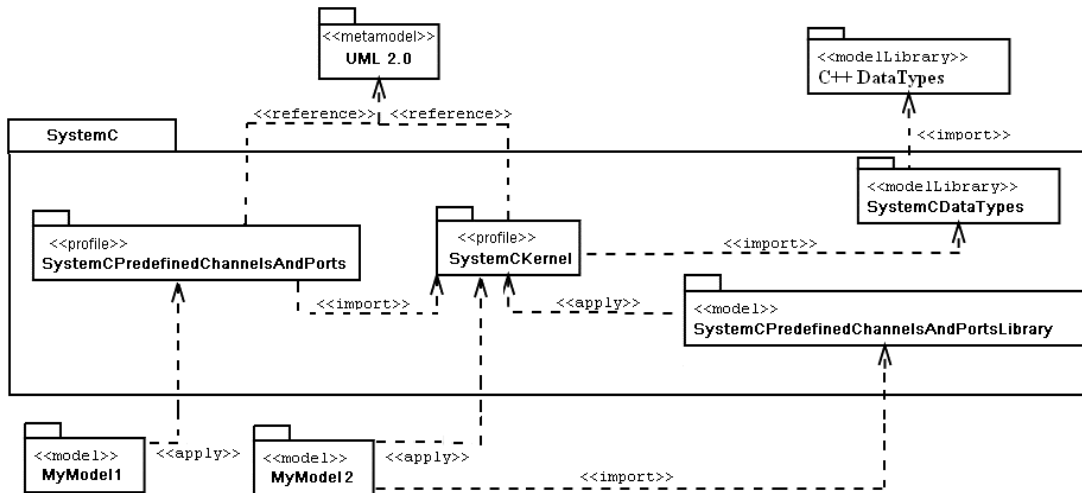 <<metamodel>>
UML 2.0
<<modelLibrary>>
C++ DataTypes
<<reference>> <<reference>>
SystemC
<<import>>
<<modelLibrary>>
SystemCDataTypes
<<profile>>
SystemCPredefinedChannelsAndPorts
<<profile>>
SystemCKernel
<<import>>
<<import>>
<<apply>>
<<model>>
SystemCPredefinedChannelsAndPortsLibrary
<<model>>
MyModel1
<<apply>>
<<model>>
MyModel2
<<apply>>
<<import>>